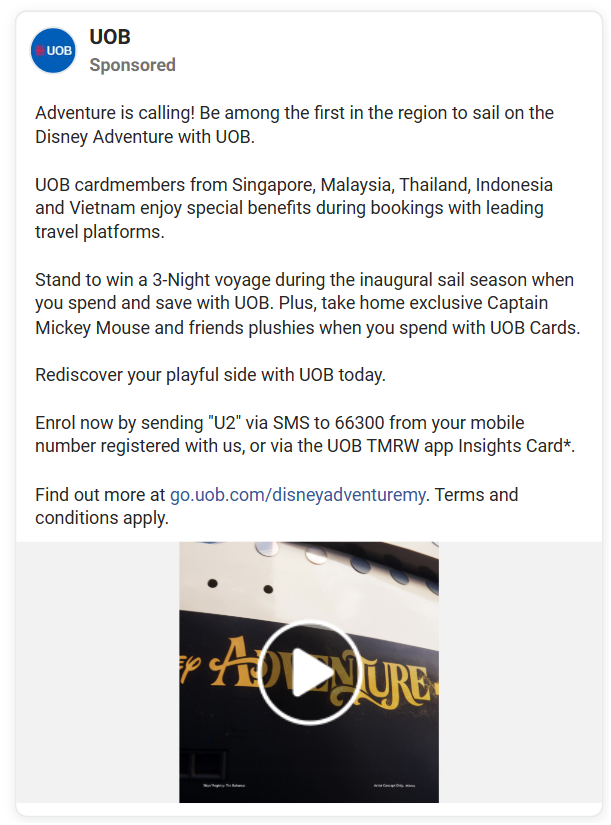 UOB
UOB
Sponsored
Adventure is calling! Be among the first in the region to sail on the
Disney Adventure with UOB.
UOB cardmembers from Singapore, Malaysia, Thailand, Indonesia
and Vietnam enjoy special benefits during bookings with leading
travel platforms.
Stand to win a 3-Night voyage during the inaugural sail season when
you spend and save with UOB. Plus, take home exclusive Captain
Mickey Mouse and friends plushies when you spend with UOB Cards.
Rediscover your playful side with UOB today.
Enrol now by sending "U2" via SMS to 66300 from your mobile
number registered with us, or via the UOB TMRW app Insights Card*.
Find out more at go.uob.com/disneyadventuremy. Terms and
conditions apply.
ADVENTURE
Ships' Registry: The Bahamas